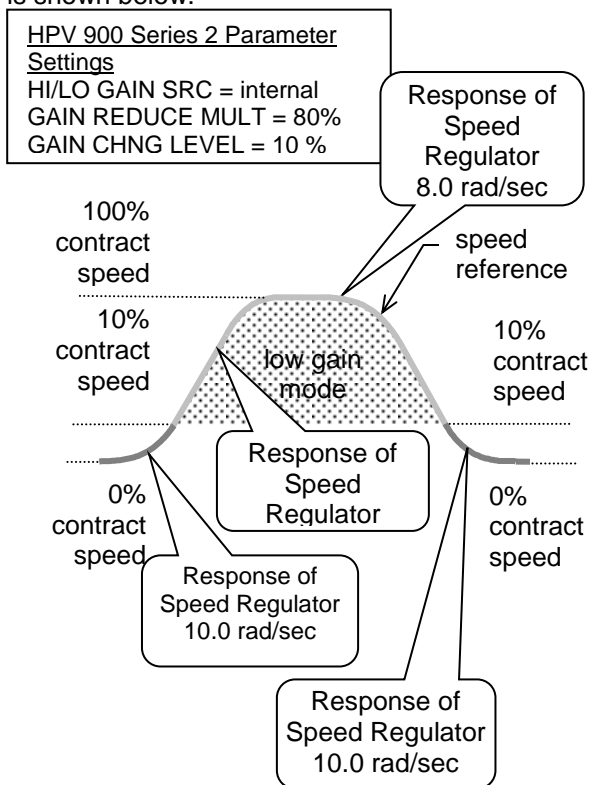 is shown below.
HPV 900 Series 2 Parameter
Settings
HI/LO GAIN SRC = internal
GAIN REDUCE MULT = 80%
GAIN CHNG LEVEL = 10 %
Response of
Speed
Regulator
8.0 rad/sec
100%
contract
speed
speed
reference
10%
contract
speed
10%
contract
speed
low gain
mode
Response of
Speed
Regulator
0%
contract
speed
0%
contract
speed
Response of
Speed Regulator
10.0 rad/sec
Response of
Speed Regulator
10.0 rad/sec